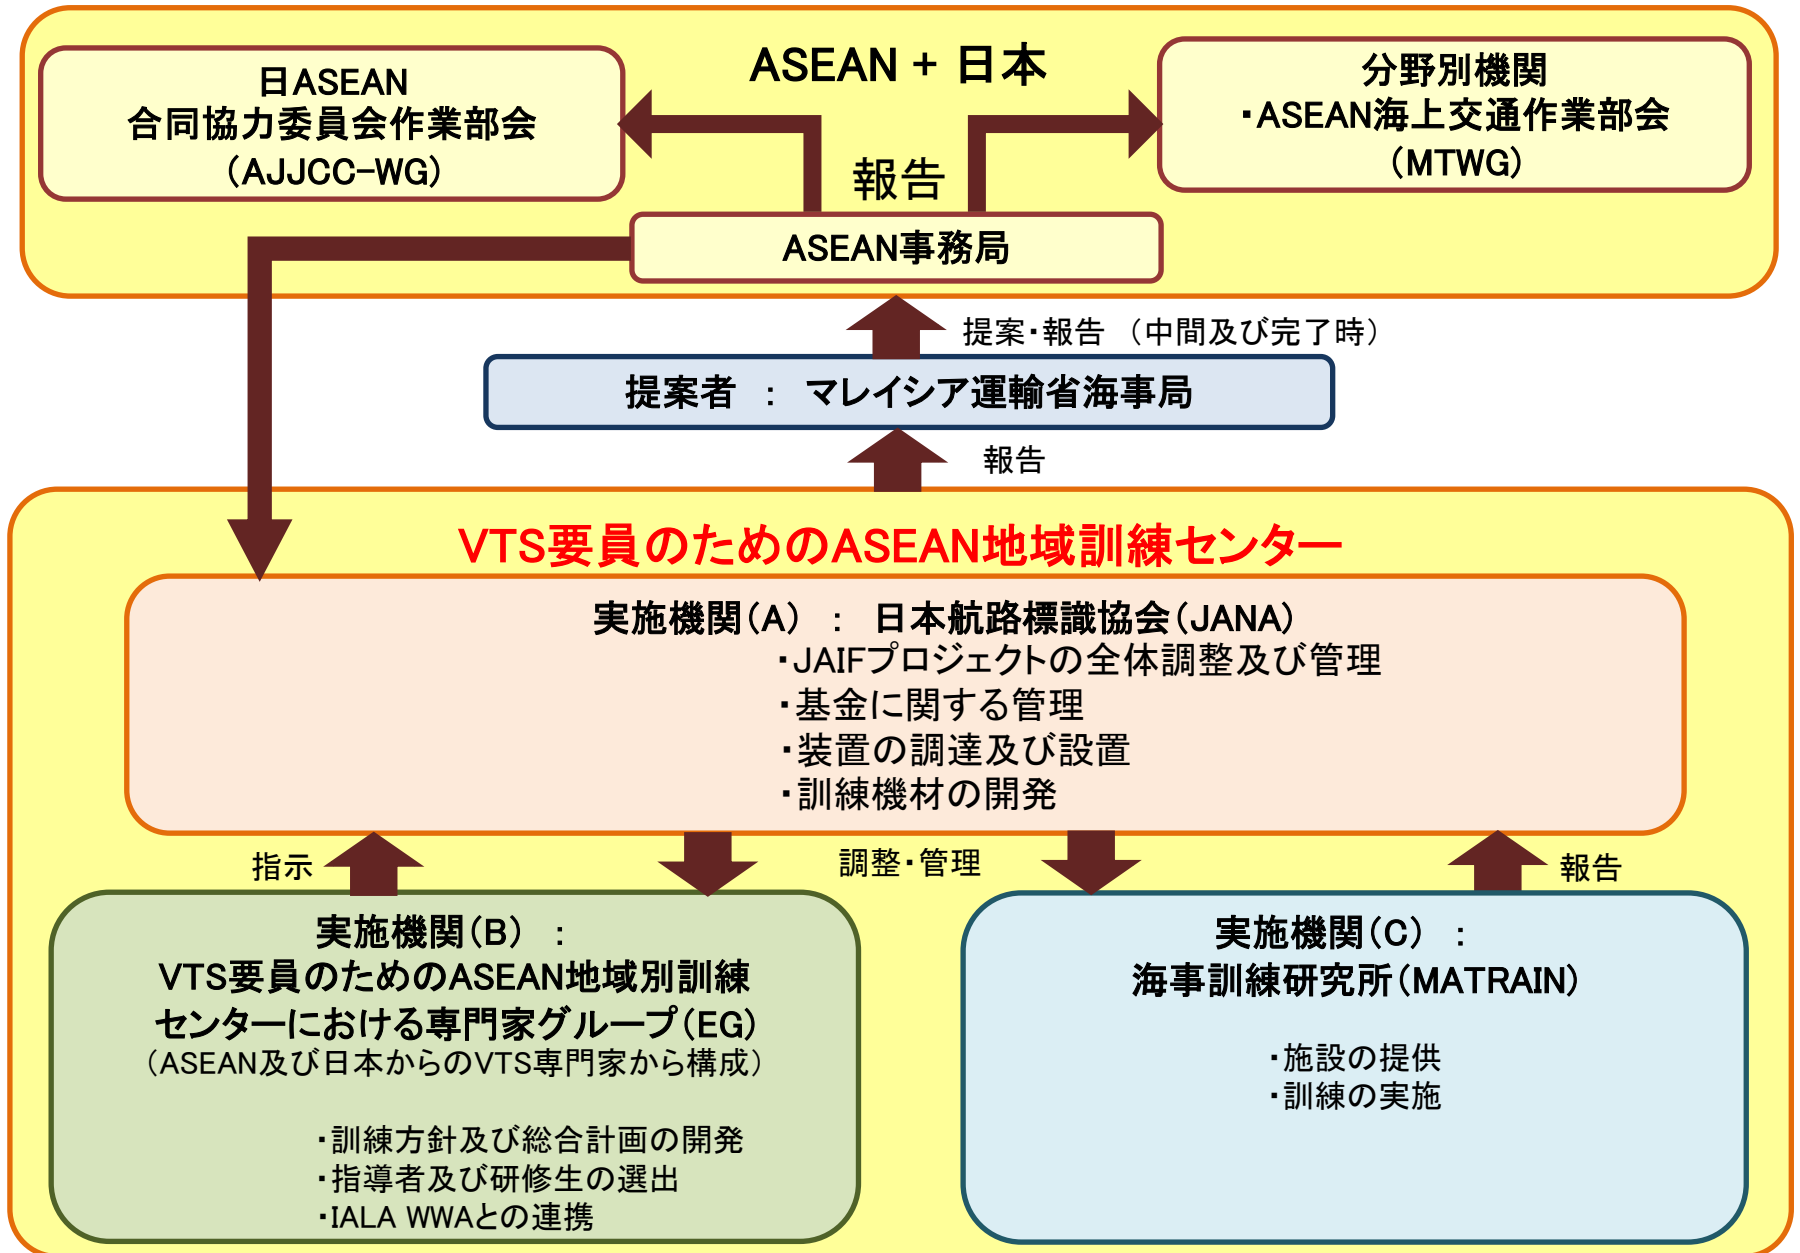 ASEAN + 日本
日ASEAN
合同協力委員会作業部会
(AJJCC-WG)
分野別機関
・ASEAN海上交通作業部会
(MTWG)
報告
ASEAN事務局
提案・報告 (中間及び完了時)
提案者 : マレイシア運輸省海事局
報告
VTS要員のためのASEAN地域訓練センター
実施機関(A) : 日本航路標識協会(JANA)
・JAIFプロジェクトの全体調整及び管理
・基金に関する管理
・装置の調達及び設置
・訓練機材の開発
指示
調整・管理
報告
実施機関(B) :
VTS要員のためのASEAN地域別訓練
センターにおける専門家グループ(EG)
(ASEAN及び日本からのVTS専門家から構成)
・訓練方針及び総合計画の開発
・指導者及び研修生の選出
・IALA WWAとの連携
実施機関(C) :
海事訓練研究所(MATRAIN)
・施設の提供
・訓練の実施